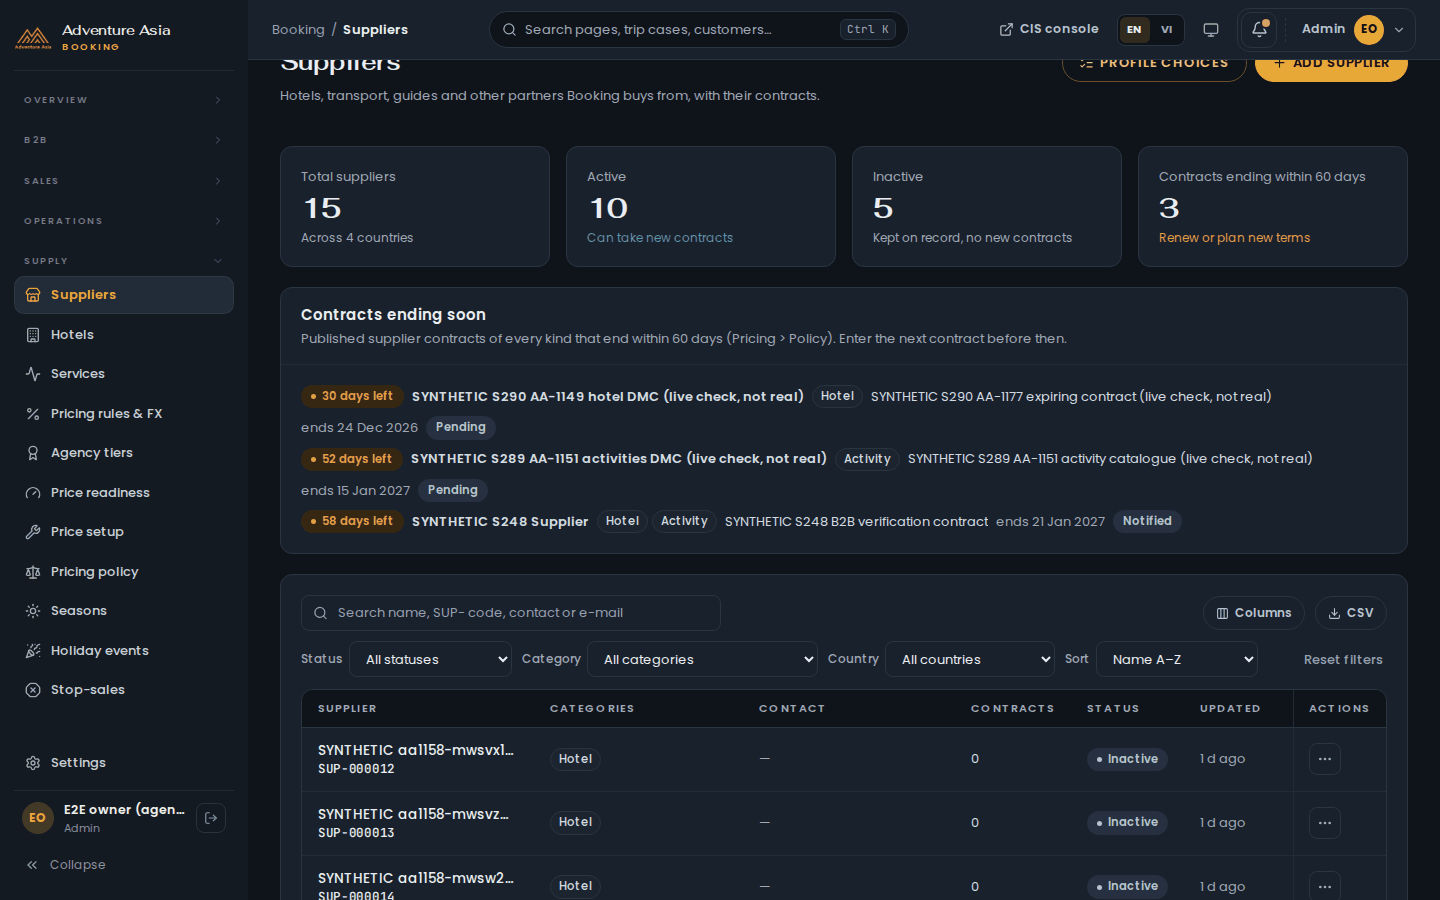 Adventure Asia
BOOKING
Adventure Asia
Booking / Suppliers
Search pages, trip cases, customers...
Ctrl K
CIS console
EN
VI
Admin
EO
OVERVIEW
B2B
SALES
OPERATIONS
SUPPLY
Suppliers
Hotels
Services
Pricing rules & FX
Agency tiers
Price readiness
Price setup
Pricing policy
Seasons
Holiday events
Stop-sales
Settings
EO
E2E owner (agen...
Admin
Collapse
Suppliers
PROFILE CHOICES
ADD SUPPLIER
Hotels, transport, guides and other partners Booking buys from, with their contracts.
Total suppliers
15
Across 4 countries
Active
10
Can take new contracts
Inactive
5
Kept on record, no new contracts
Contracts ending within 60 days
3
Renew or plan new terms
Contracts ending soon
Published supplier contracts of every kind that end within 60 days (Pricing > Policy). Enter the next contract before then.
30 days left SYNTHETIC S290 AA-1149 hotel DMC (live check, not real) Hotel SYNTHETIC S290 AA-1177 expiring contract (live check, not real)
ends 24 Dec 2026 Pending
52 days left SYNTHETIC S289 AA-1151 activities DMC (live check, not real) Activity SYNTHETIC S289 AA-1151 activity catalogue (live check, not real)
ends 15 Jan 2027 Pending
58 days left SYNTHETIC S248 Supplier Hotel Activity SYNTHETIC S248 B2B verification contract ends 21 Jan 2027 Notified
Search name, SUP- code, contact or e-mail
Columns
CSV
Status All statuses Category All categories Country All countries Sort Name A–Z Reset filters
SUPPLIER CATEGORIES CONTACT CONTRACTS STATUS UPDATED ACTIONS
SYNTHETIC aa1158-mwsvx1... Hotel — 0 Inactive 1 d ago
SUP-000012
SYNTHETIC aa1158-mwsvz... Hotel — 0 Inactive 1 d ago
SUP-000013
SYNTHETIC aa1158-mwsw2... Hotel — 0 Inactive 1 d ago
SUP-000014